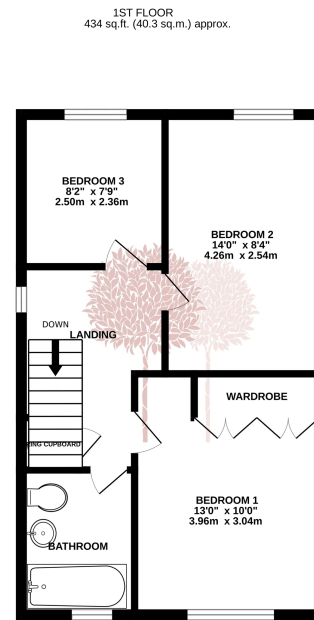 1ST FLOOR
434 sq.ft. (40.3 sq.m.) approx.
BEDROOM 3
8'2" x 7'9"
2.50m x 2.36m
BEDROOM 2
14'0" x 8'4"
4.26m x 2.54m
DOWN
LANDING
WARDROBE
CUPBOARD
BEDROOM 1
13'0" x 10'0"
3.96m x 3.04m
BATHROOM